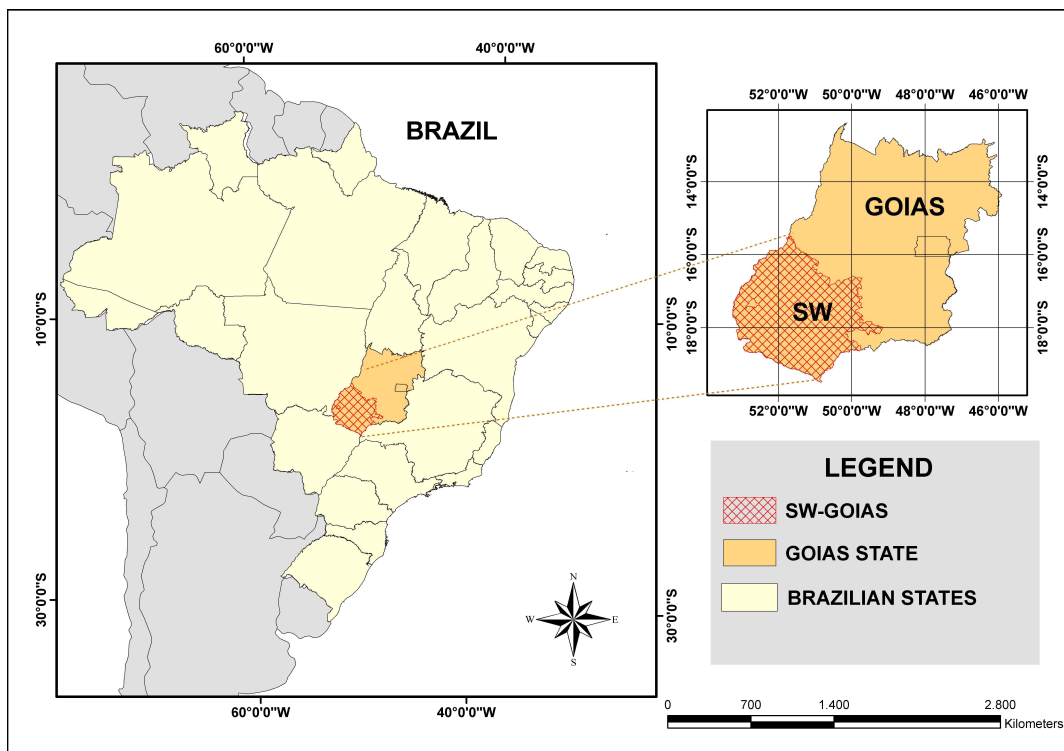 60°0'0"W
40°0'0"W
BRAZIL
10°0'0"S
30°0'0"S
10°0'0"S
30°0'0"S
60°0'0"W
40°0'0"W
N
W
E
S
52°0'0"W
50°0'0"W
48°0'0"W
46°0'0"W
14°0'0"S
16°0'0"S
18°0'0"S
14°0'0"S
16°0'0"S
18°0'0"S
GOIAS
SW
52°0'0"W
50°0'0"W
48°0'0"W
46°0'0"W
LEGEND
SW-GOIAS
GOIAS STATE
BRAZILIAN STATES
0
700
1.400
2.800
Kilometers